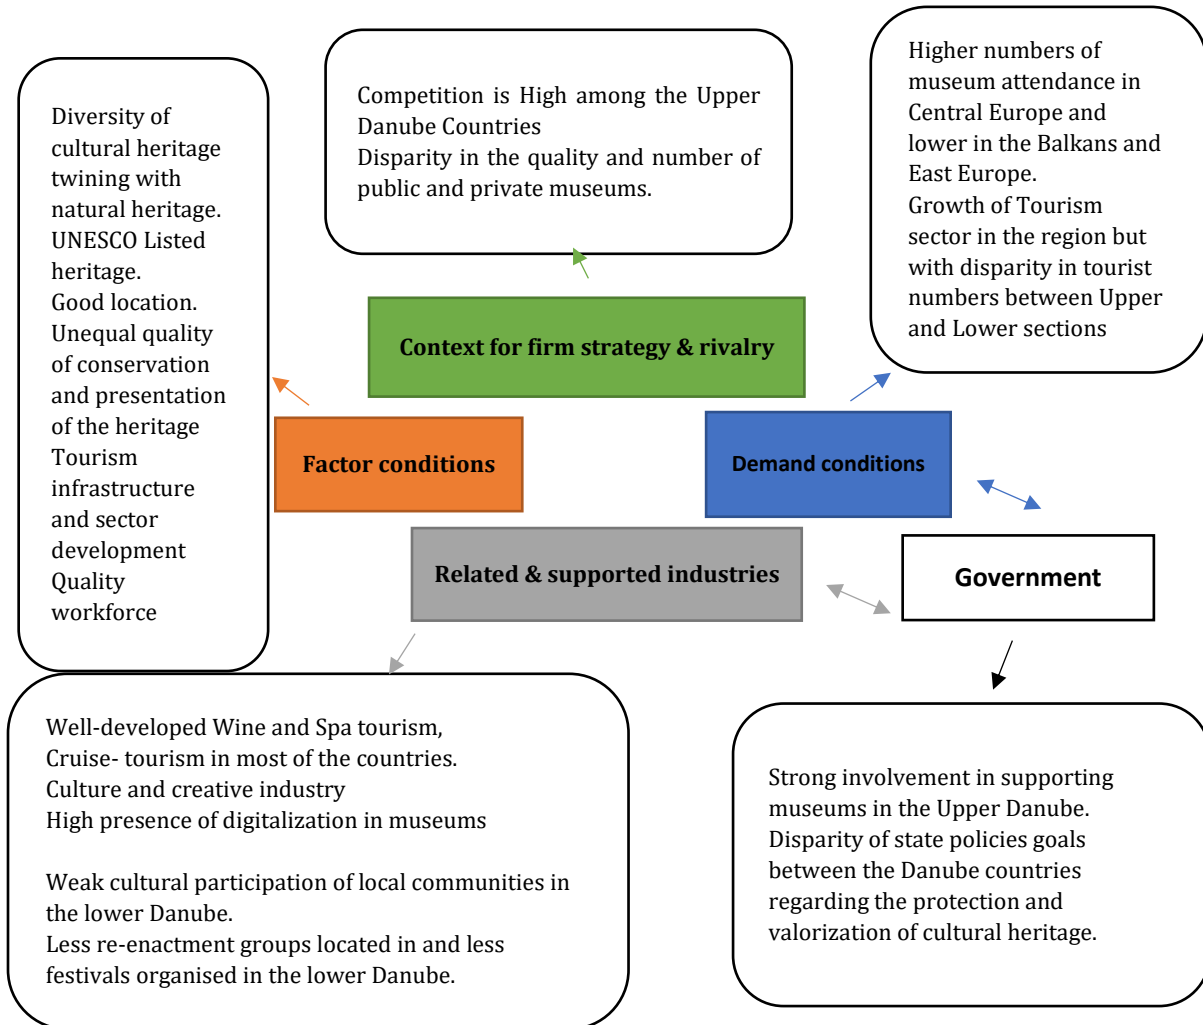 Diversity of
cultural heritage
twining with
natural heritage.
UNESCO Listed
heritage.
Good location.
Unequal quality
of conservation
and presentation
of the heritage
Tourism
infrastructure
and sector
development
Quality
workforce
Competition is High among the Upper
Danube Countries
Disparity in the quality and number of
public and private museums.
Higher numbers of
museum attendance in
Central Europe and
lower in the Balkans and
East Europe.
Growth of Tourism
sector in the region but
with disparity in tourist
numbers between Upper
and Lower sections
Context for firm strategy & rivalry
Factor conditions
Demand conditions
Related & supported industries
Government
Well-developed Wine and Spa tourism,
Cruise- tourism in most of the countries.
Culture and creative industry
High presence of digitalization in museums
Weak cultural participation of local communities in
the lower Danube.
Less re-enactment groups located in and less
festivals organised in the lower Danube.
Strong involvement in supporting
museums in the Upper Danube.
Disparity of state policies goals
between the Danube countries
regarding the protection and
valorization of cultural heritage.